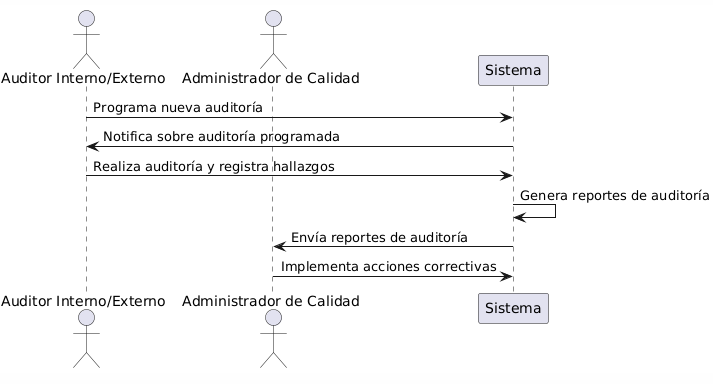 Auditor Interno/Externo
Administrador de Calidad
Sistema
Programa nueva auditoría
Notifica sobre auditoría programada
Realiza auditoría y registra hallazgos
Genera reportes de auditoría
Envía reportes de auditoría
Implementa acciones correctivas
Auditor Interno/Externo
Administrador de Calidad
Sistema